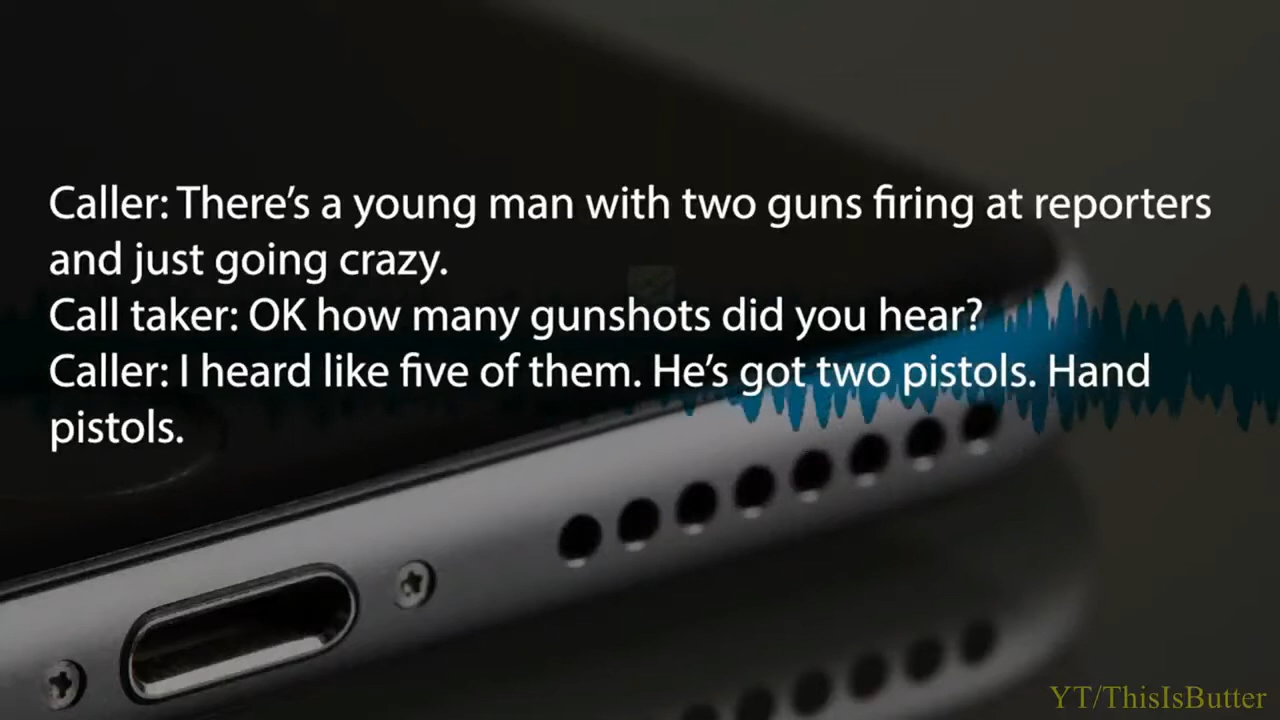 Caller: There’s a young man with two guns firing at reporters
and just going crazy.
Call taker: OK how many gunshots did you hear?
Caller: I heard like five of them. He’s got two pistols. Hand
pistols.
YT/ThisIsButter